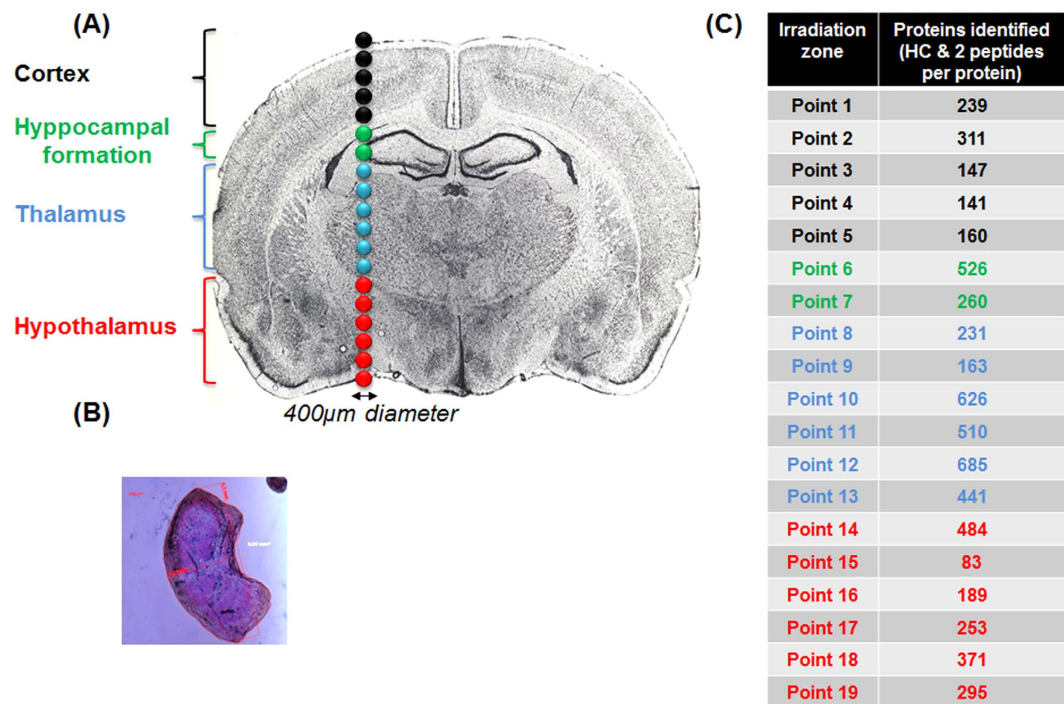 (A)
Cortex
Hyppocampal
formation
Thalamus
Hypothalamus
400µm diameter
(B)
(C)
Irradiation zone | Proteins identified (HC & 2 peptides per protein)
Point 1 239
Point 2 311
Point 3 147
Point 4 141
Point 5 160
Point 6 526
Point 7 260
Point 8 231
Point 9 163
Point 10 626
Point 11 510
Point 12 685
Point 13 441
Point 14 484
Point 15 83
Point 16 189
Point 17 253
Point 18 371
Point 19 295